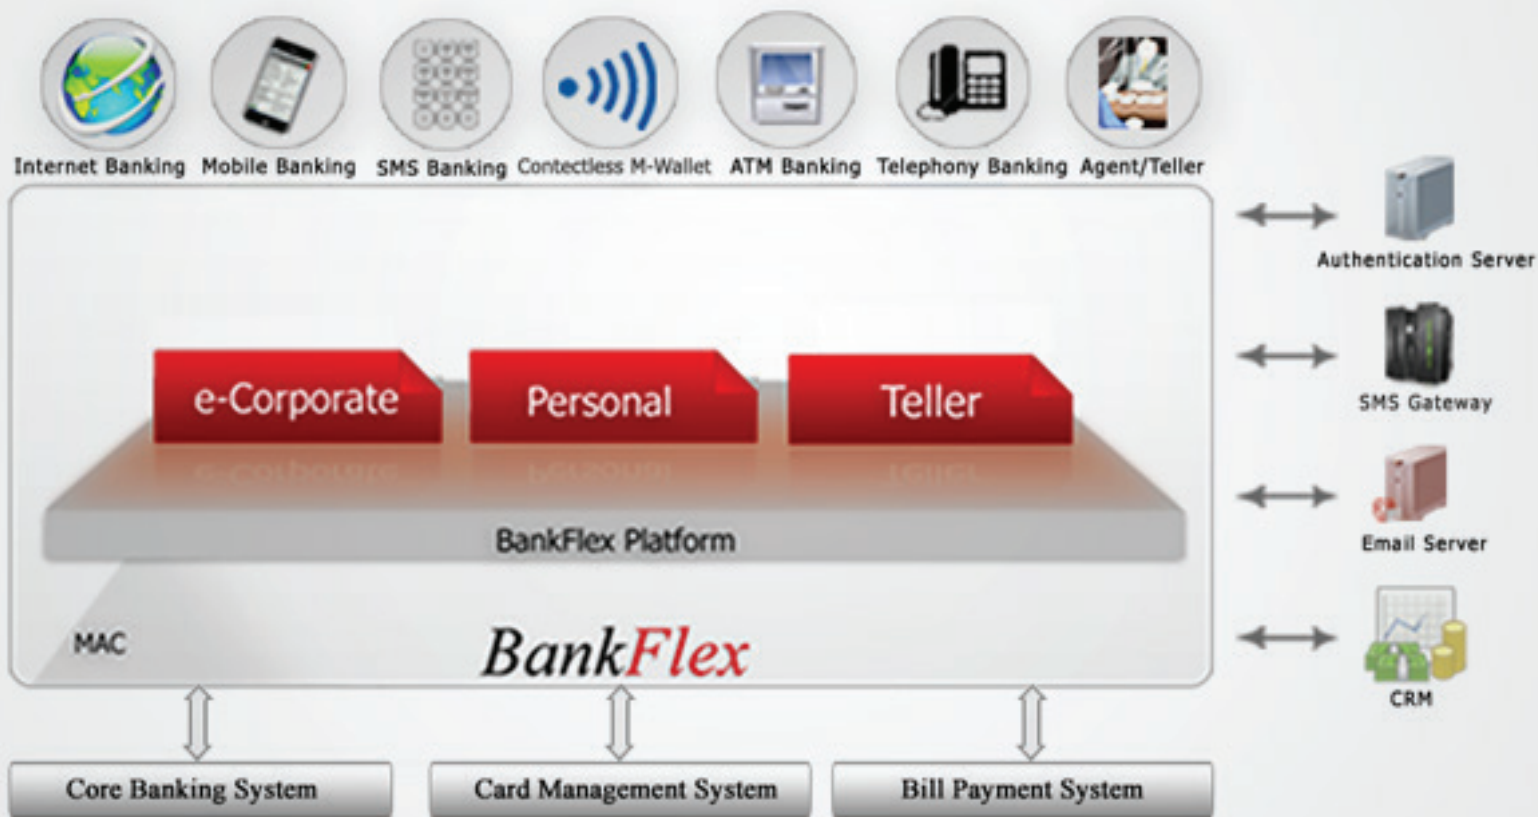 Internet Banking
Mobile Banking
SMS Banking
Contectless M-Wallet
ATM Banking
Telephony Banking
Agent/Teller
Authentication Server
SMS Gateway
Email Server
CRM
e-Corporate
Personal
Teller
BankFlex Platform
MAC
BankFlex
Core Banking System
Card Management System
Bill Payment System